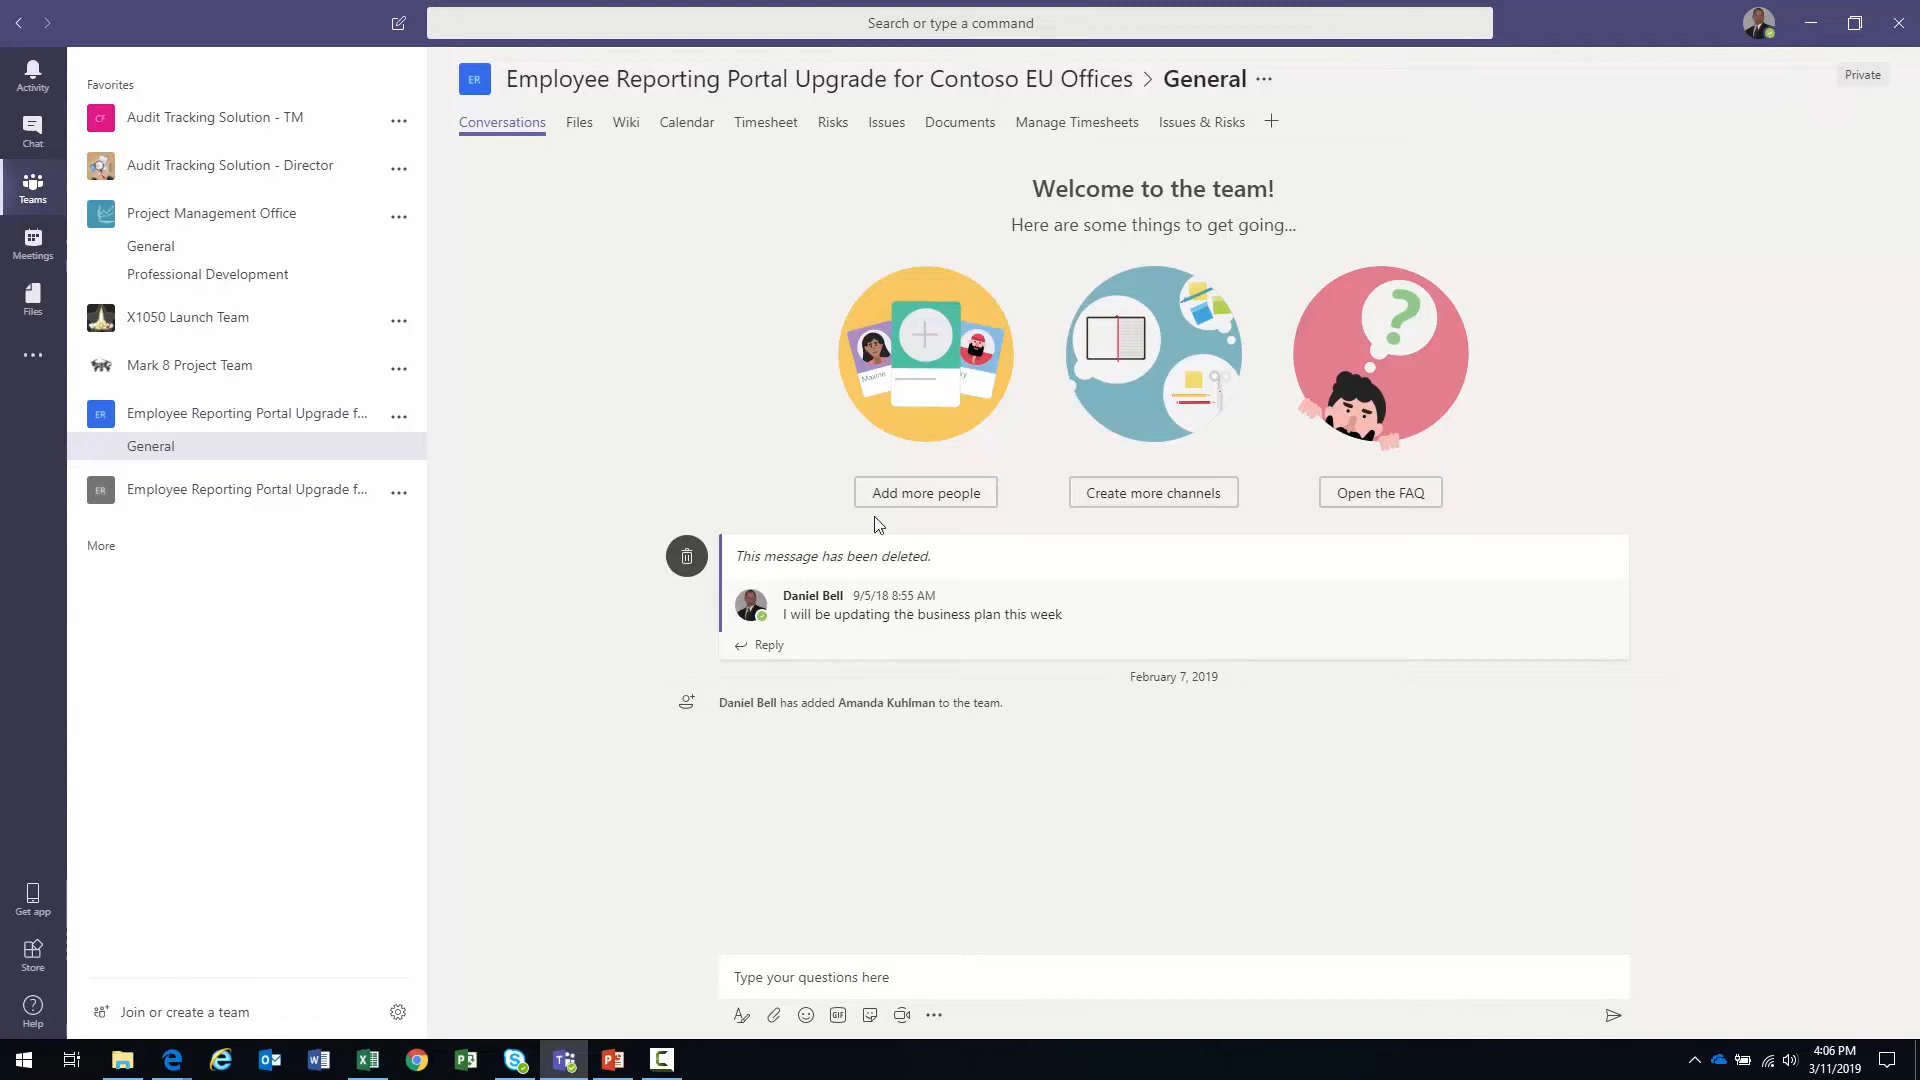 Search or type a command
Activity
Chat
Teams
Meetings
Files
Get app
Store
Help
Favorites
CF Audit Tracking Solution - TM
Audit Tracking Solution - Director
Project Management Office
General
Professional Development
X1050 Launch Team
Mark 8 Project Team
ER Employee Reporting Portal Upgrade f...
General
ER Employee Reporting Portal Upgrade f...
More
Join or create a team
ER Employee Reporting Portal Upgrade for Contoso EU Offices > General ...
Private
Conversations Files Wiki Calendar Timesheet Risks Issues Documents Manage Timesheets Issues & Risks +
Welcome to the team!
Here are some things to get going...
Maxine
ky
?
Add more people Create more channels Open the FAQ
This message has been deleted.
Daniel Bell 9/5/18 8:55 AM
I will be updating the business plan this week
Reply
February 7, 2019
Daniel Bell has added Amanda Kuhlman to the team.
Type your questions here
GIF
4:06 PM
3/11/2019